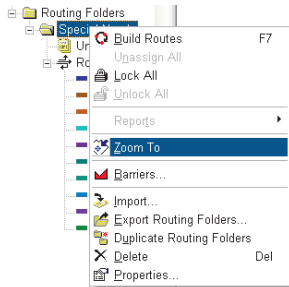 Routing Folders
Build Routes F7
Unassign All
Lock All
Unlock All
Reports
Zoom To
Barriers...
Import...
Export Routing Folders...
Duplicate Routing Folders
Delete Del
Properties...